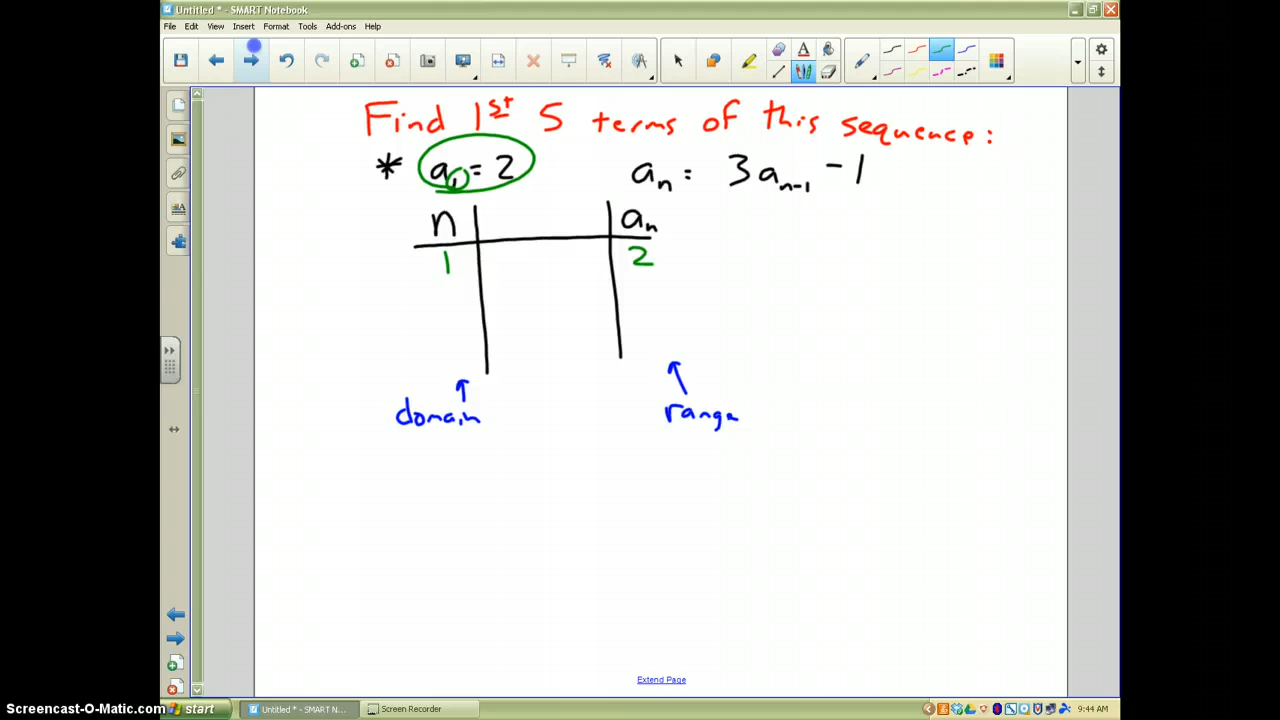 Untitled * - SMART Notebook
File Edit View Insert Format Tools Add-ons Help
Find 1st 5 terms of this sequence:
* a1 = 2 an = 3an-1 - 1
n an
1 2
domain range
Extend Page
Screencast-O-Matic.com start Untitled * - SMART N... Screen Recorder 9:44 AM